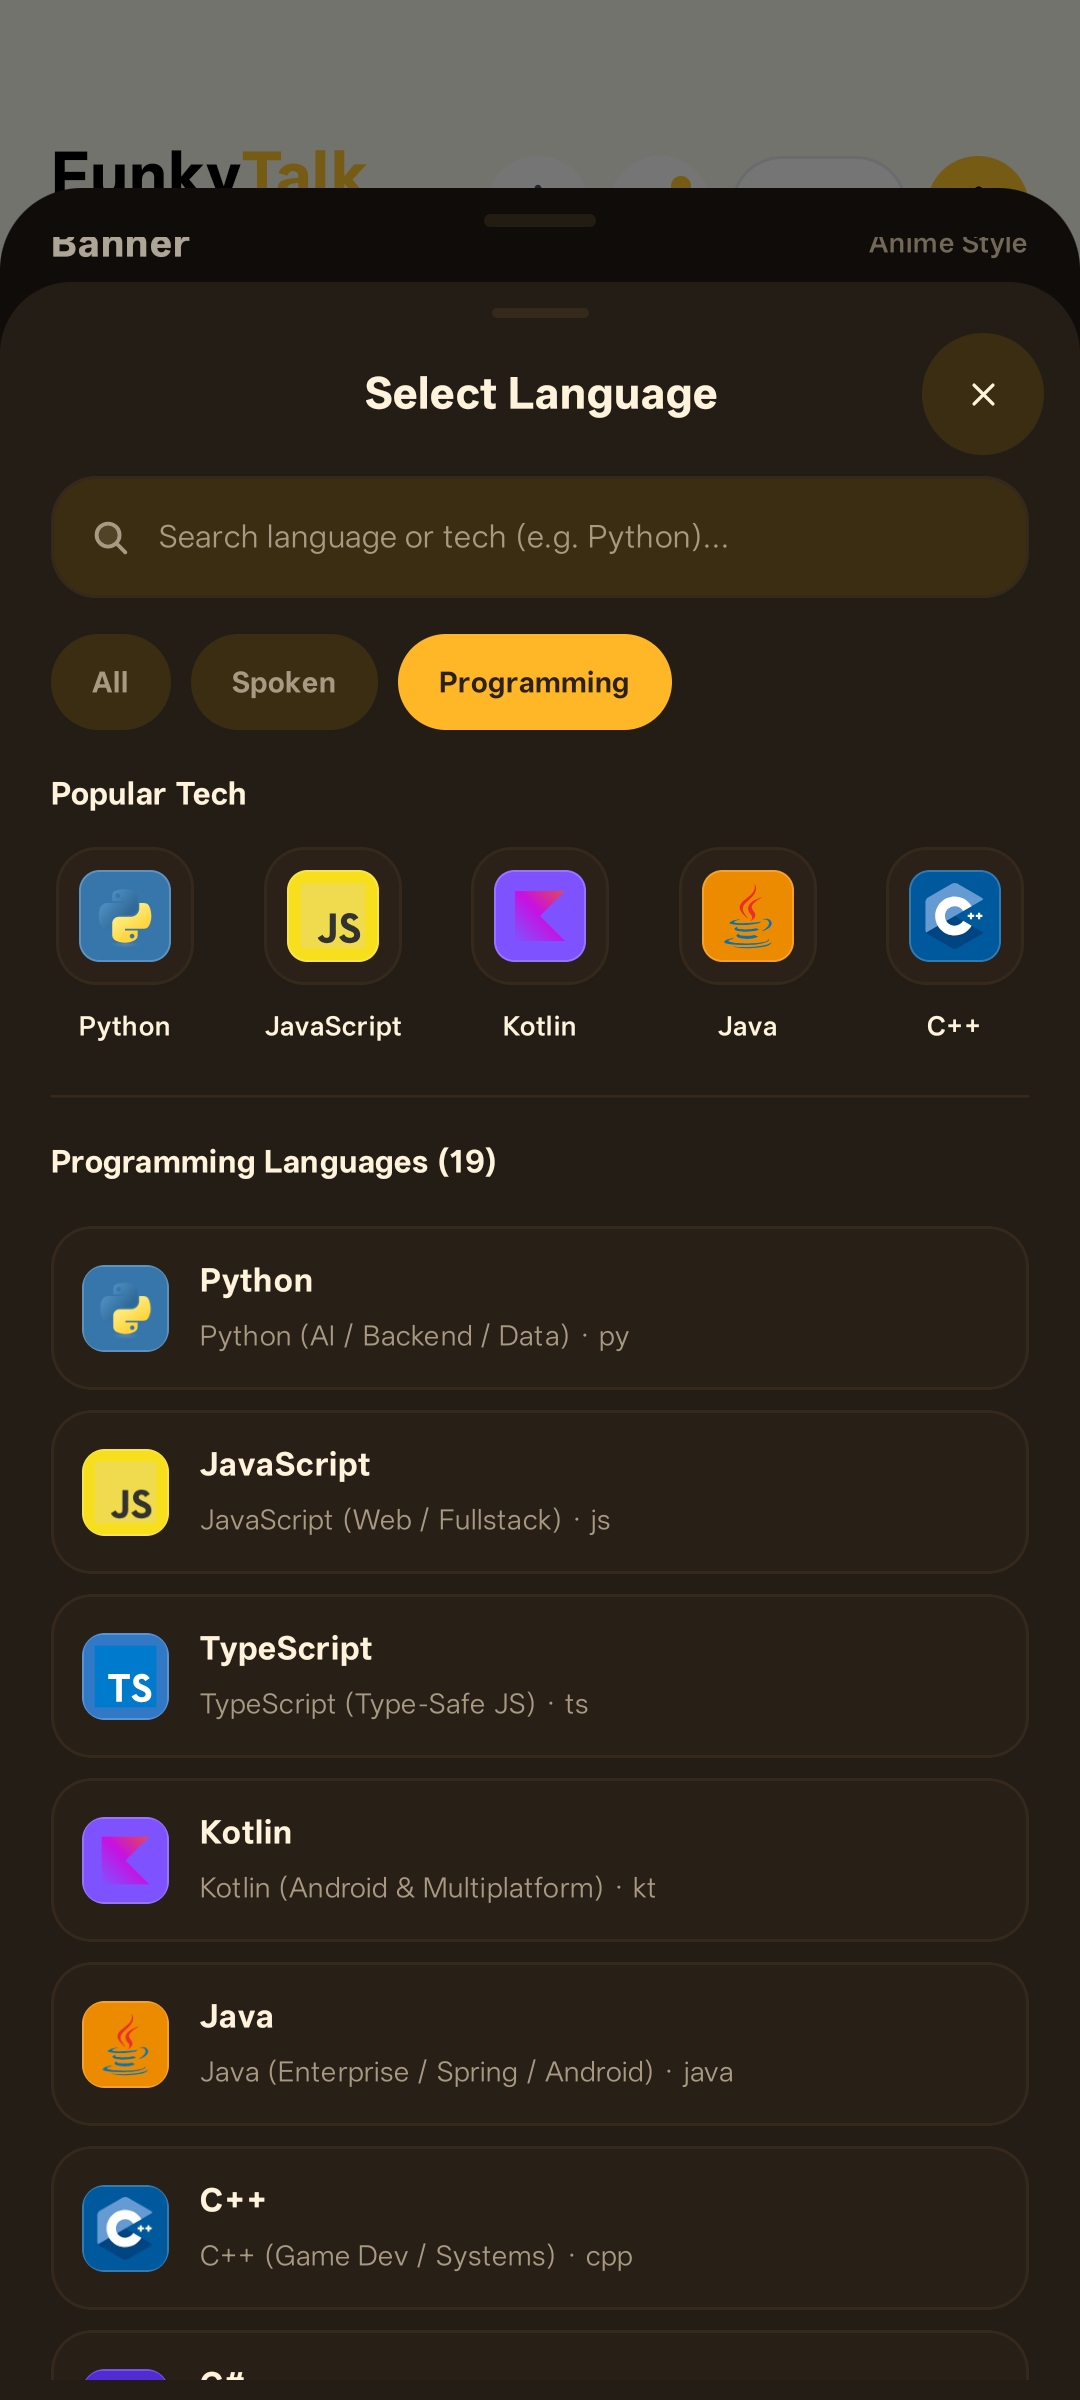 FunkyTalk
Banner
Anime Style
Select Language
Search language or tech (e.g. Python)...
All
Spoken
Programming
Popular Tech
JS
C++
Python
JavaScript
Kotlin
Java
C++
Programming Languages (19)
Python
Python (AI / Backend / Data) · py
JS
JavaScript
JavaScript (Web / Fullstack) · js
TS
TypeScript
TypeScript (Type-Safe JS) · ts
Kotlin
Kotlin (Android & Multiplatform) · kt
Java
Java (Enterprise / Spring / Android) · java
C++
C++
C++ (Game Dev / Systems) · cpp
C#